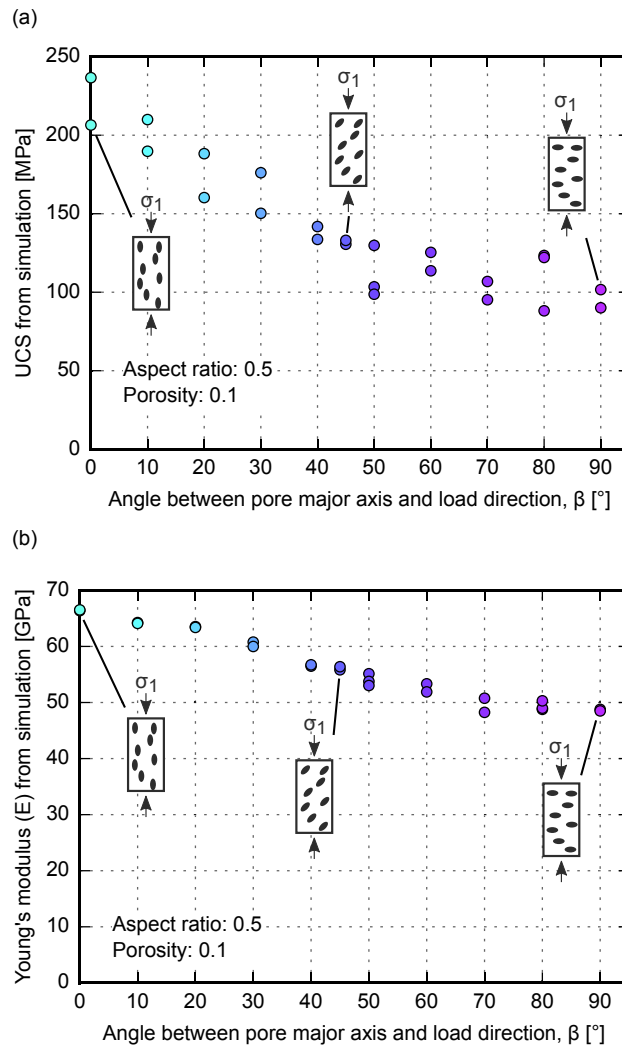 (a)
UCS from simulation [MPa]
250
200
150
100
50
0
σ1
σ1
σ1
Aspect ratio: 0.5
Porosity: 0.1
0 10 20 30 40 50 60 70 80 90
Angle between pore major axis and load direction, β [°]
(b)
Young's modulus (E) from simulation [GPa]
70
60
50
40
30
20
10
0
σ1
σ1
σ1
Aspect ratio: 0.5
Porosity: 0.1
0 10 20 30 40 50 60 70 80 90
Angle between pore major axis and load direction, β [°]